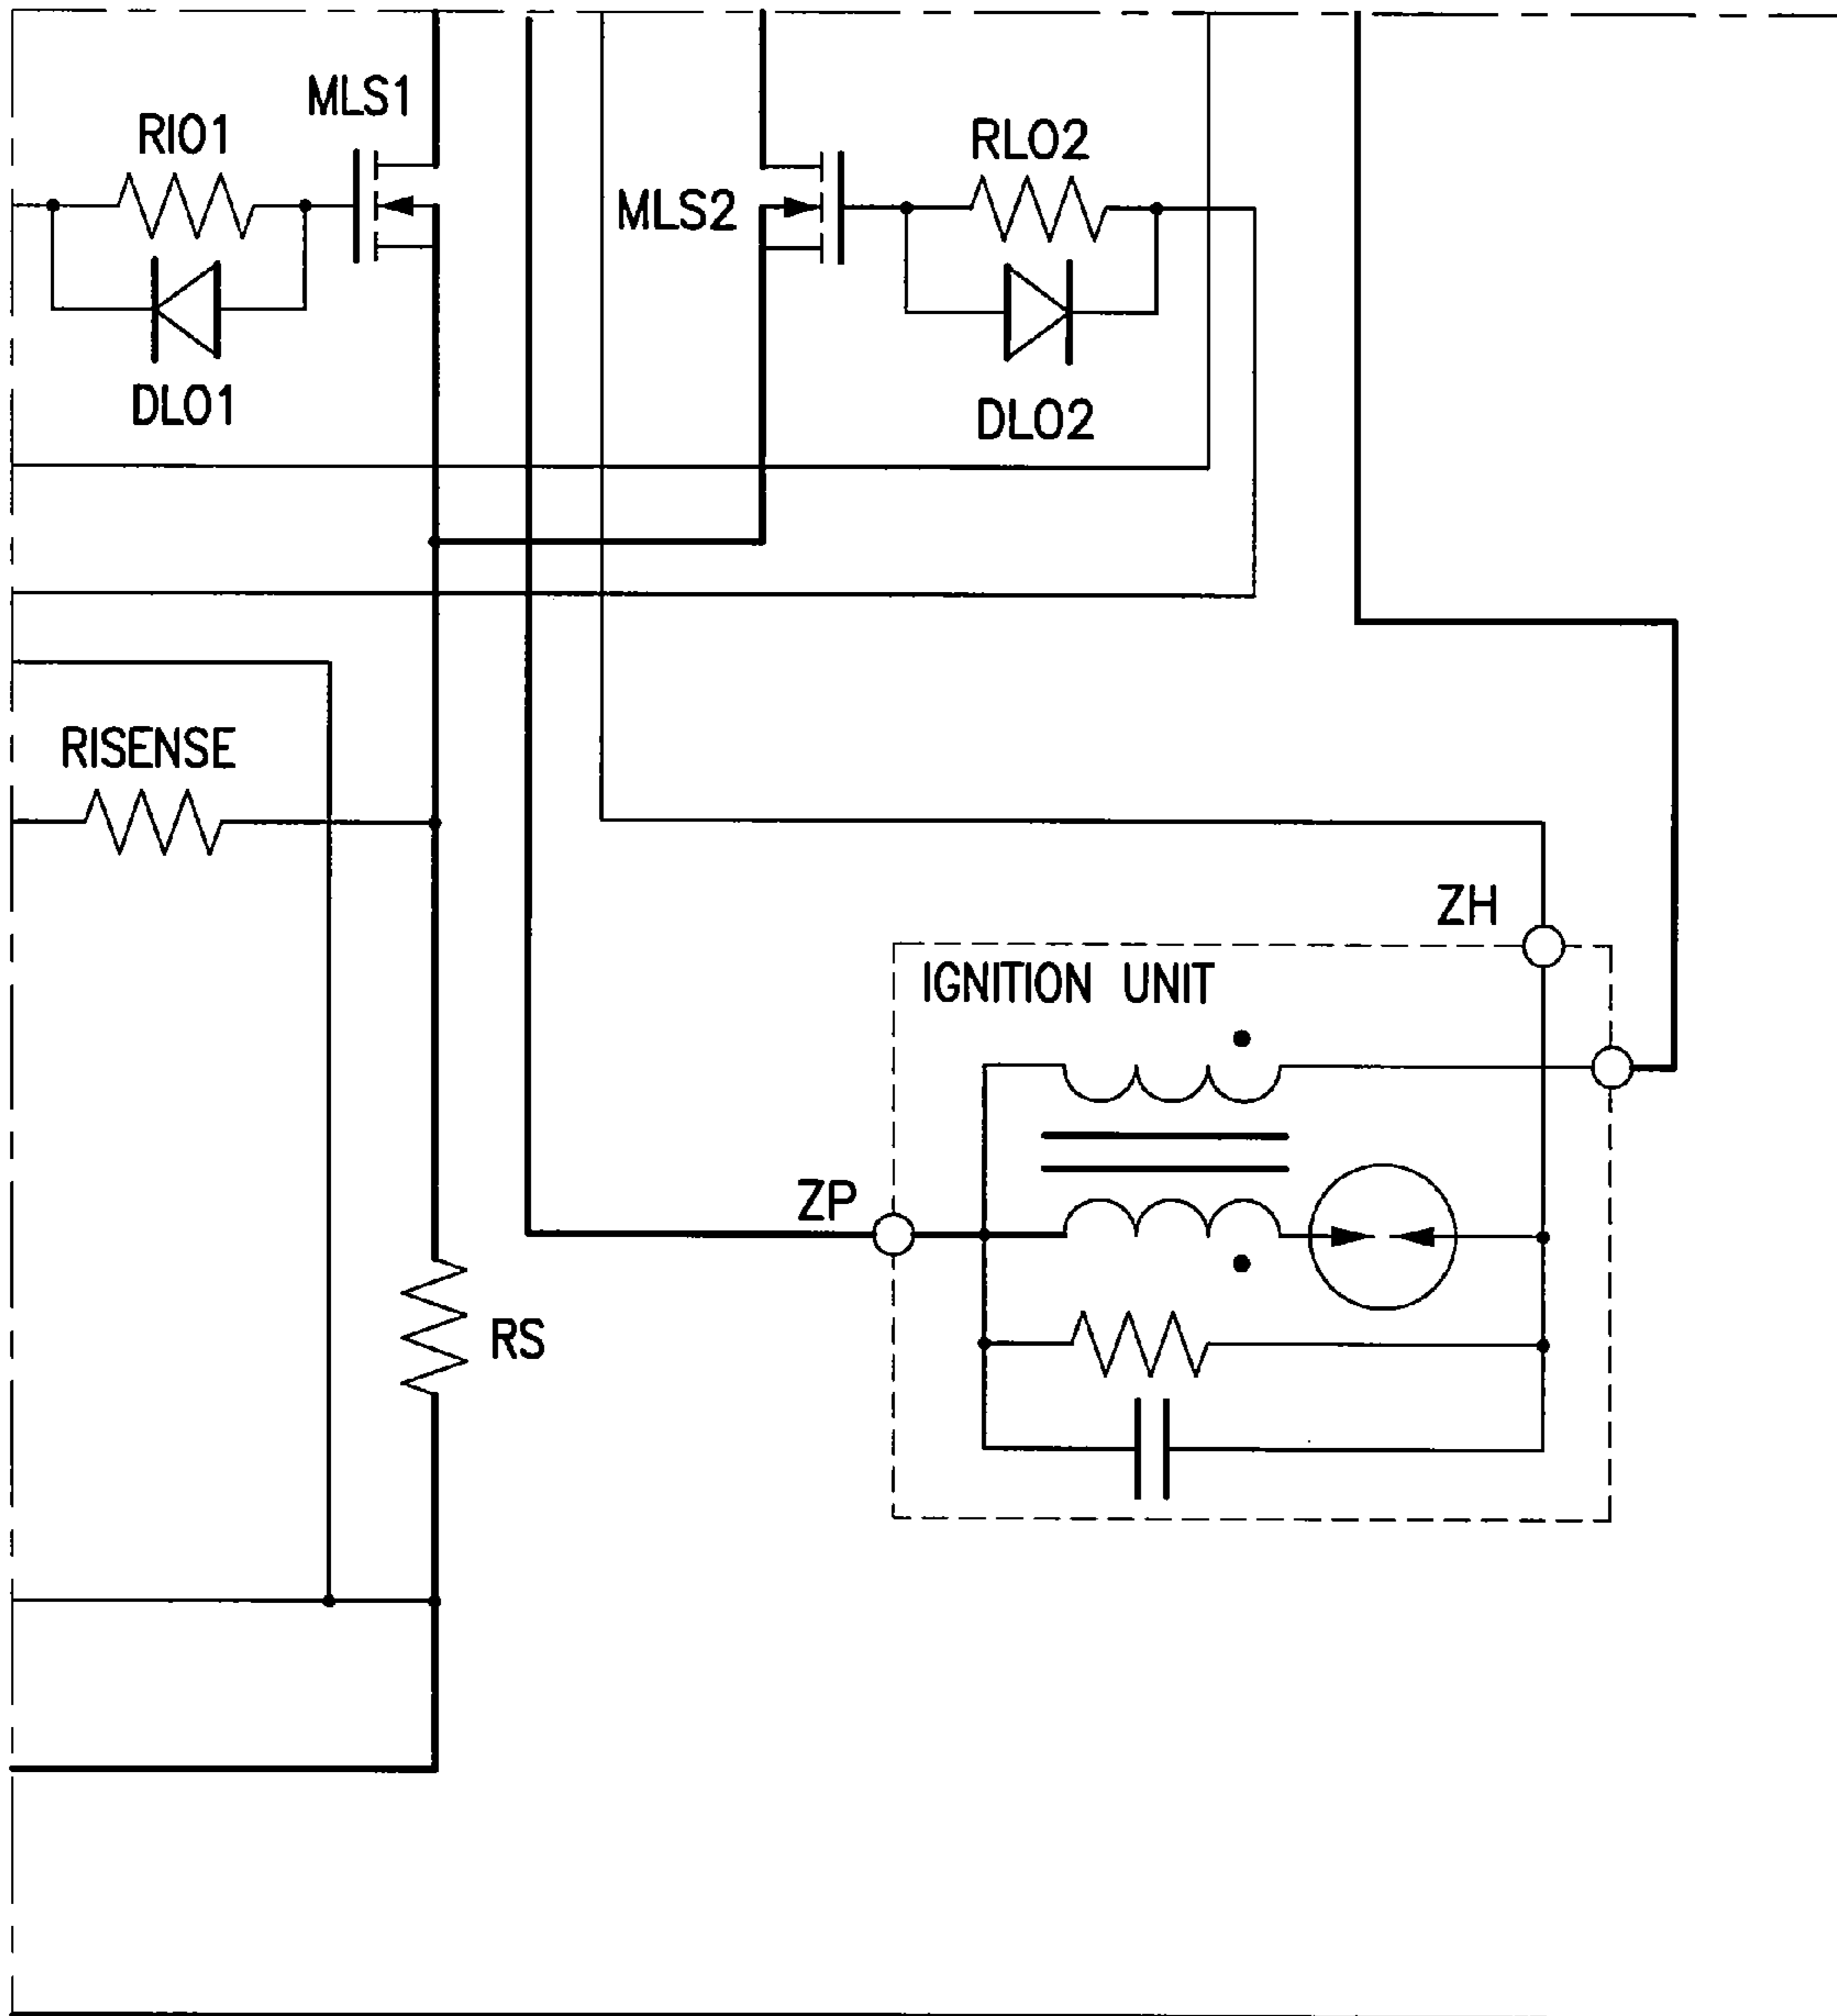 MLS1
RIO1
RLO2
MLS2
DLO1
DLO2
RISENSE
ZH
IGNITION UNIT
ZP
RS